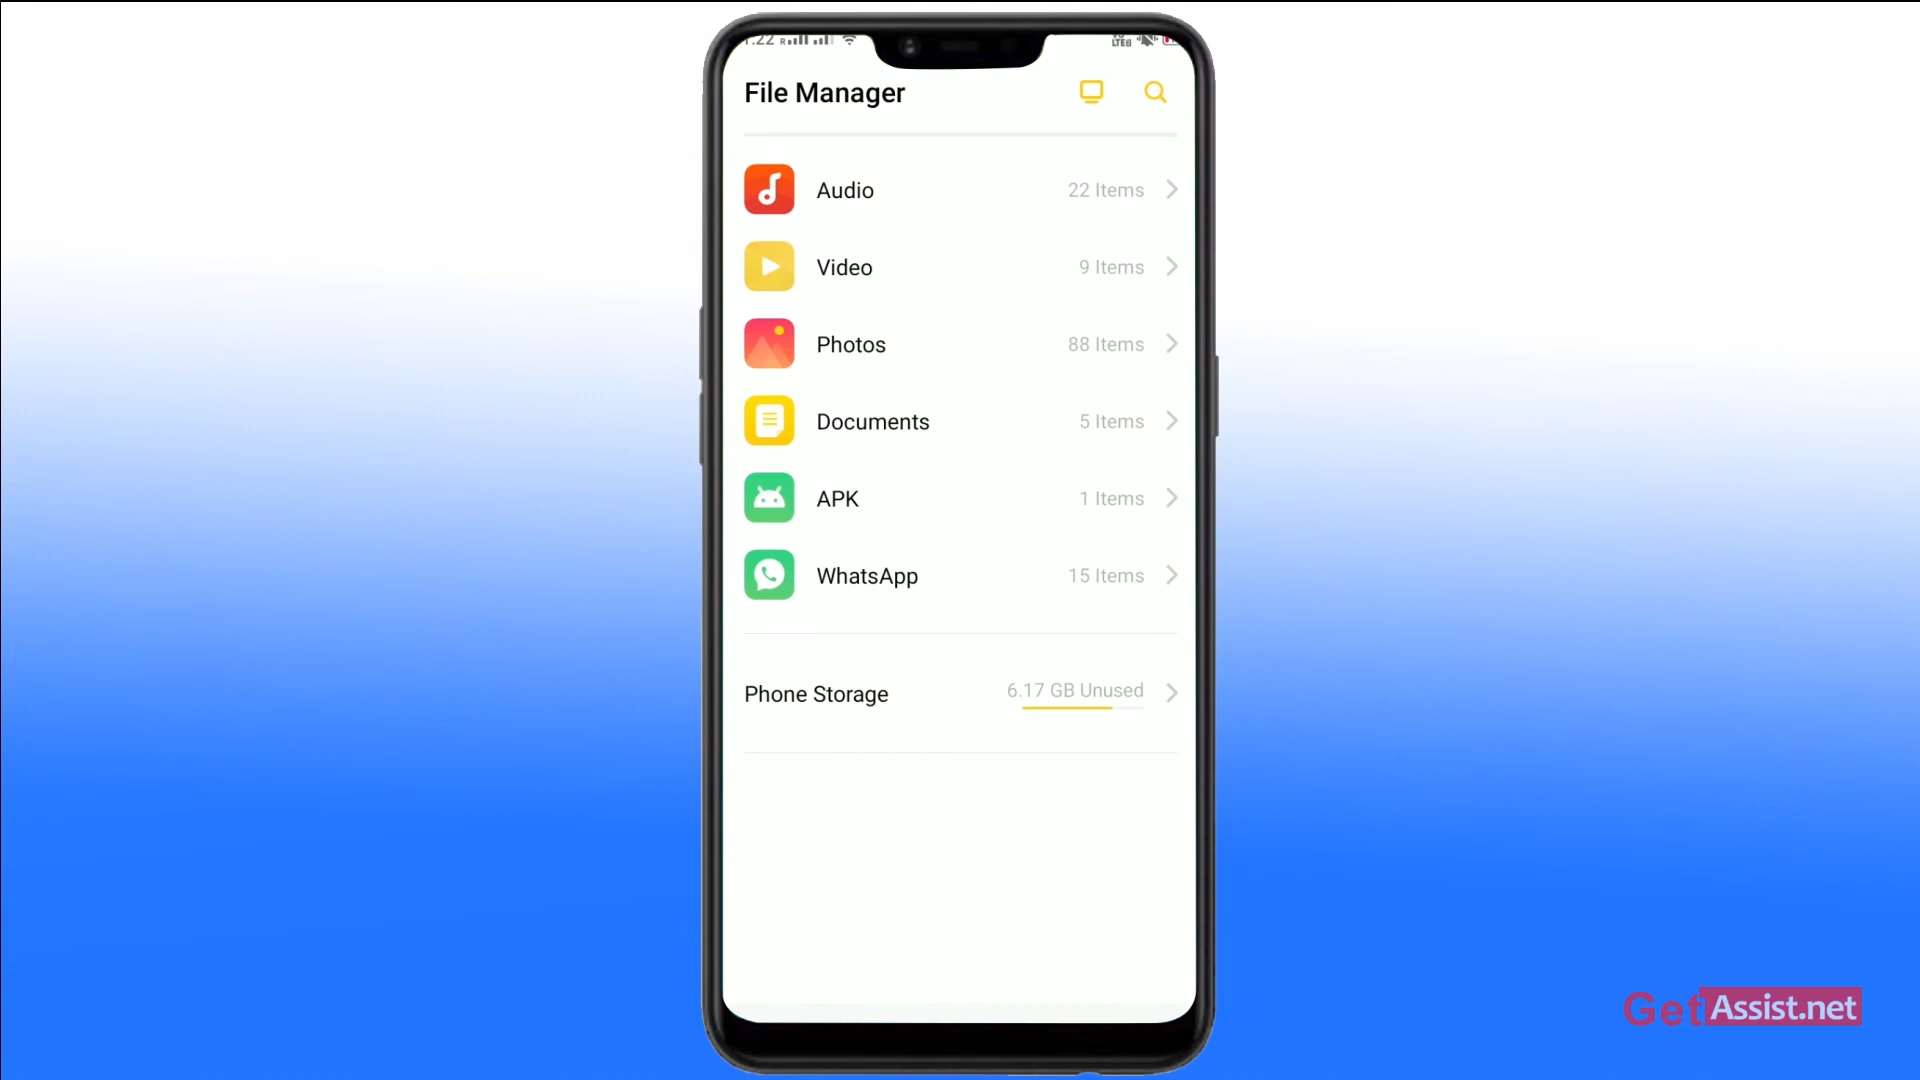 File Manager
Audio 22 Items
Video 9 Items
Photos 88 Items
Documents 5 Items
APK 1 Items
WhatsApp 15 Items
Phone Storage 6.17 GB Unused
GetAssist.net